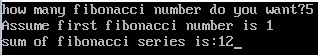 how many fibonacci number do you want?5
Assume first fibonacci number is 1
sum of fibonacci series is:12_